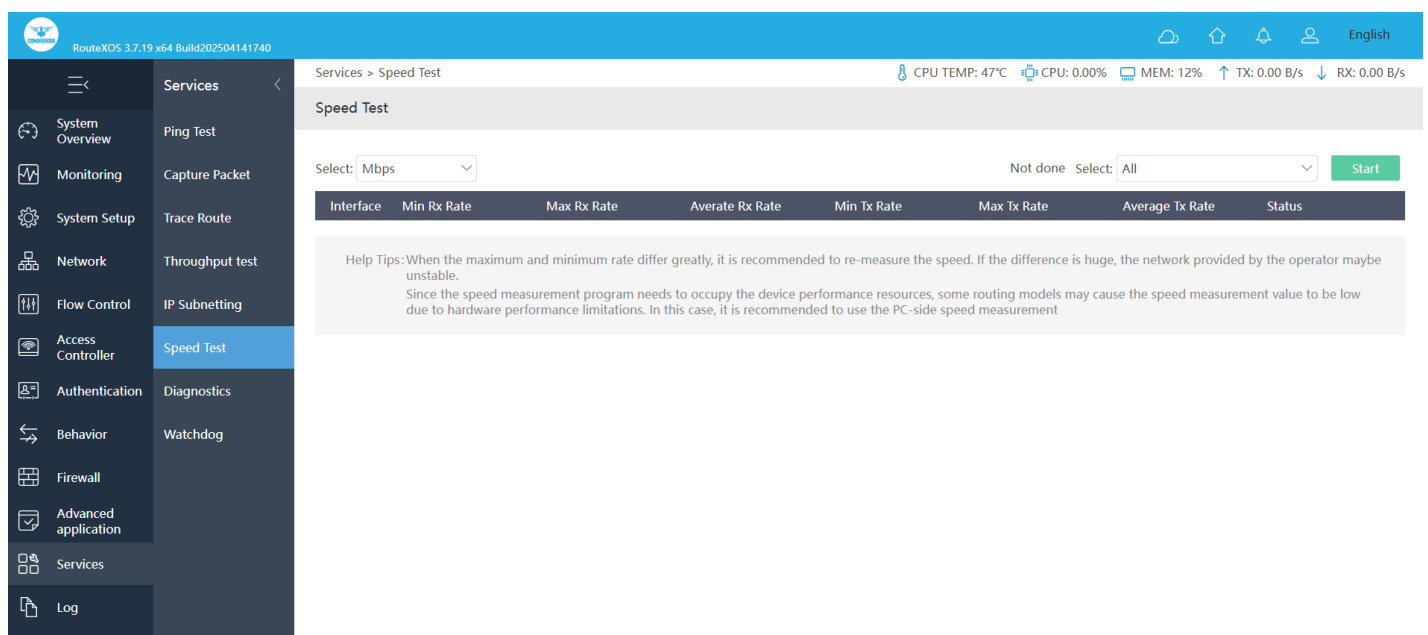 COMMANDO
RouteXOS 3.7.19 x64 Build202504141740
English
Services
Services > Speed Test
CPU TEMP: 47℃ CPU: 0.00% MEM: 12% TX: 0.00 B/s RX: 0.00 B/s
Speed Test
System
Overview
Monitoring
System Setup
Network
Flow Control
Access
Controller
Authentication
Behavior
Firewall
Advanced
application
Services
Log
Ping Test
Capture Packet
Trace Route
Throughput test
IP Subnetting
Speed Test
Diagnostics
Watchdog
Select: Mbps
Not done Select: All Start
Interface Min Rx Rate Max Rx Rate Averate Rx Rate Min Tx Rate Max Tx Rate Average Tx Rate Status
Help Tips: When the maximum and minimum rate differ greatly, it is recommended to re-measure the speed. If the difference is huge, the network provided by the operator maybe
unstable.
Since the speed measurement program needs to occupy the device performance resources, some routing models may cause the speed measurement value to be low
due to hardware performance limitations. In this case, it is recommended to use the PC-side speed measurement